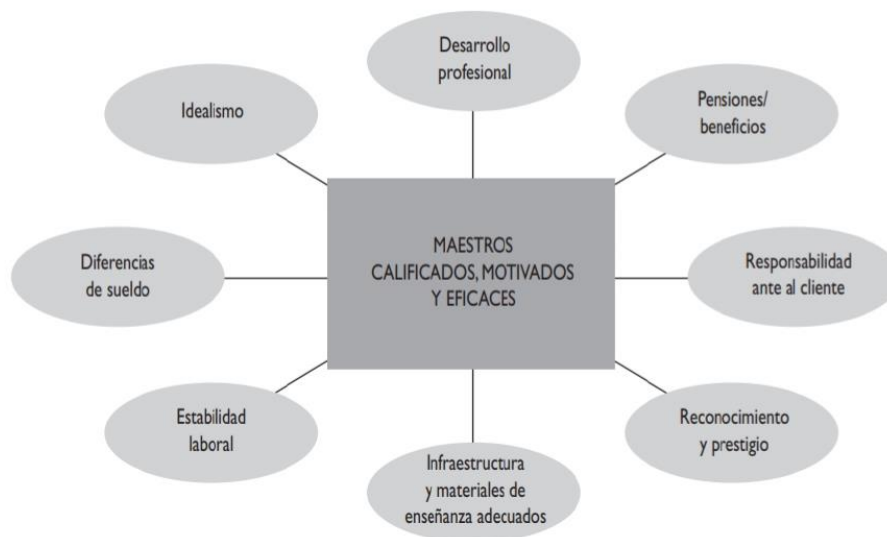 Desarrollo
profesional
Idealismo
Pensiones/
beneficios
MAESTROS
CALIFICADOS, MOTIVADOS
Y EFICACES
Diferencias
de sueldo
Responsabilidad
ante al cliente
Estabilidad
laboral
Reconocimiento
y prestigio
Infraestructura
y materiales de
enseñanza adecuados